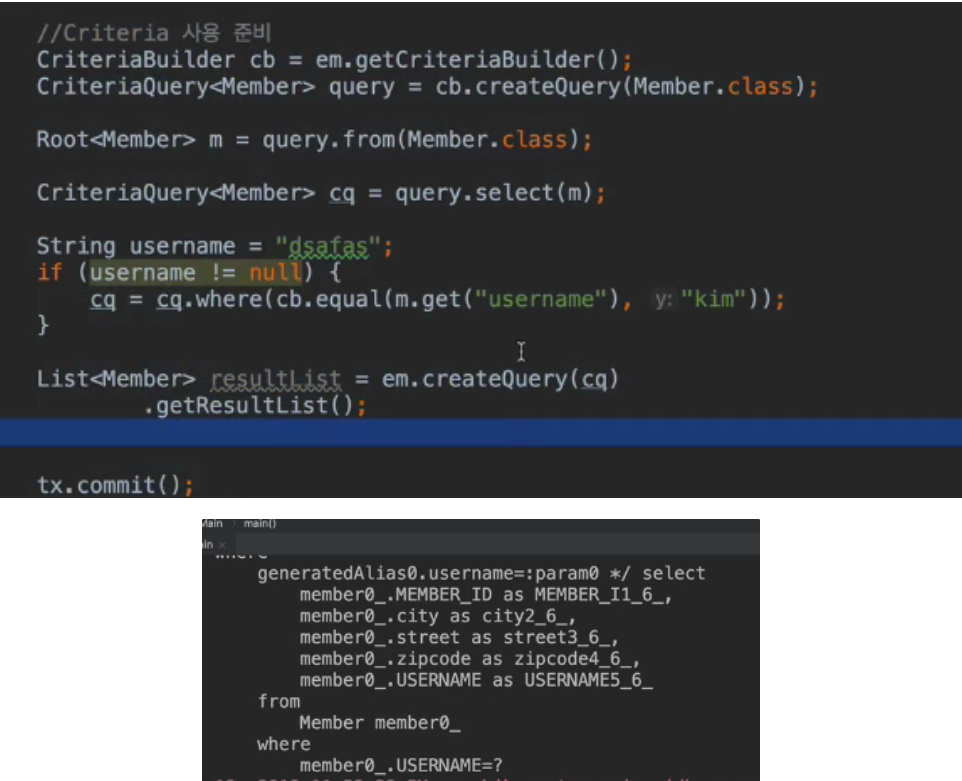 //Criteria 사용 준비
CriteriaBuilder cb = em.getCriteriaBuilder();
CriteriaQuery<Member> query = cb.createQuery(Member.class);
Root<Member> m = query.from(Member.class);
CriteriaQuery<Member> cq = query.select(m);
String username = "dsafas";
if (username != null) {
cq = cq.where(cb.equal(m.get("username"), y: "kim"));
}
List<Member> resultList = em.createQuery(cq)
.getResultList();
tx.commit();
Main main()
where
generatedAlias0.username=:param0 */ select
member0_.MEMBER_ID as MEMBER_I1_6_,
member0_.city as city2_6_,
member0_.street as street3_6_,
member0_.zipcode as zipcode4_6_,
member0_.USERNAME as USERNAME5_6_
from
Member member0_
where
member0_.USERNAME=?